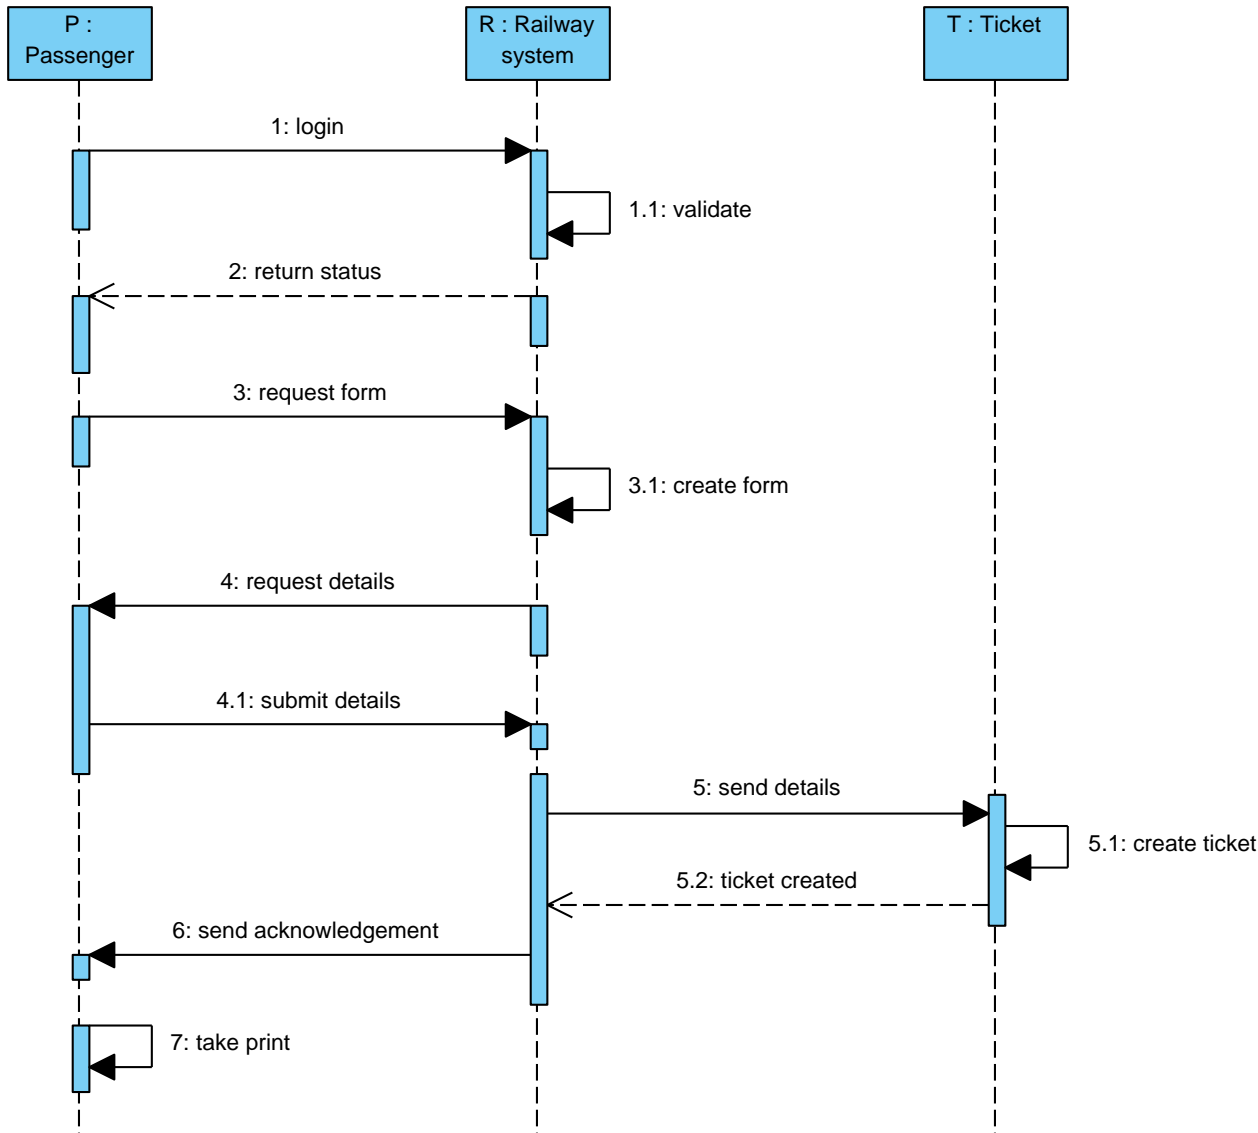 P :
Passenger
R : Railway
system
T : Ticket
1: login
1.1: validate
2: return status
3: request form
3.1: create form
4: request details
4.1: submit details
5: send details
5.1: create ticket
5.2: ticket created
6: send acknowledgement
7: take print